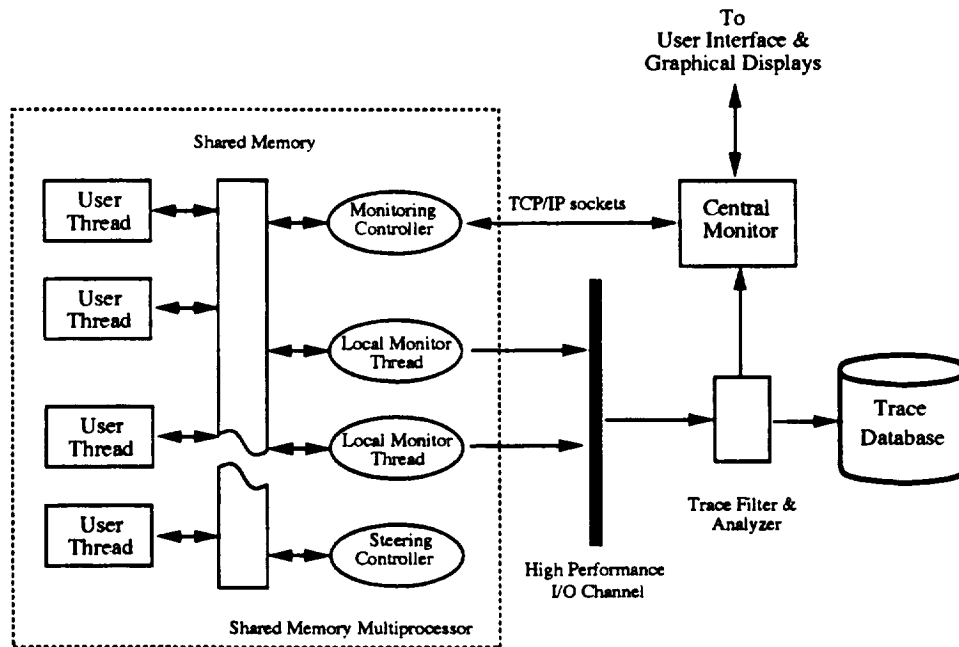 To
User Interface &
Graphical Displays
Shared Memory
User
Thread
Monitoring
Controller
TCP/IP sockets
Central
Monitor
User
Thread
Local Monitor
Thread
User
Thread
Local Monitor
Thread
Trace
Database
User
Thread
Steering
Controller
Trace Filter &
Analyzer
High Performance
I/O Channel
Shared Memory Multiprocessor